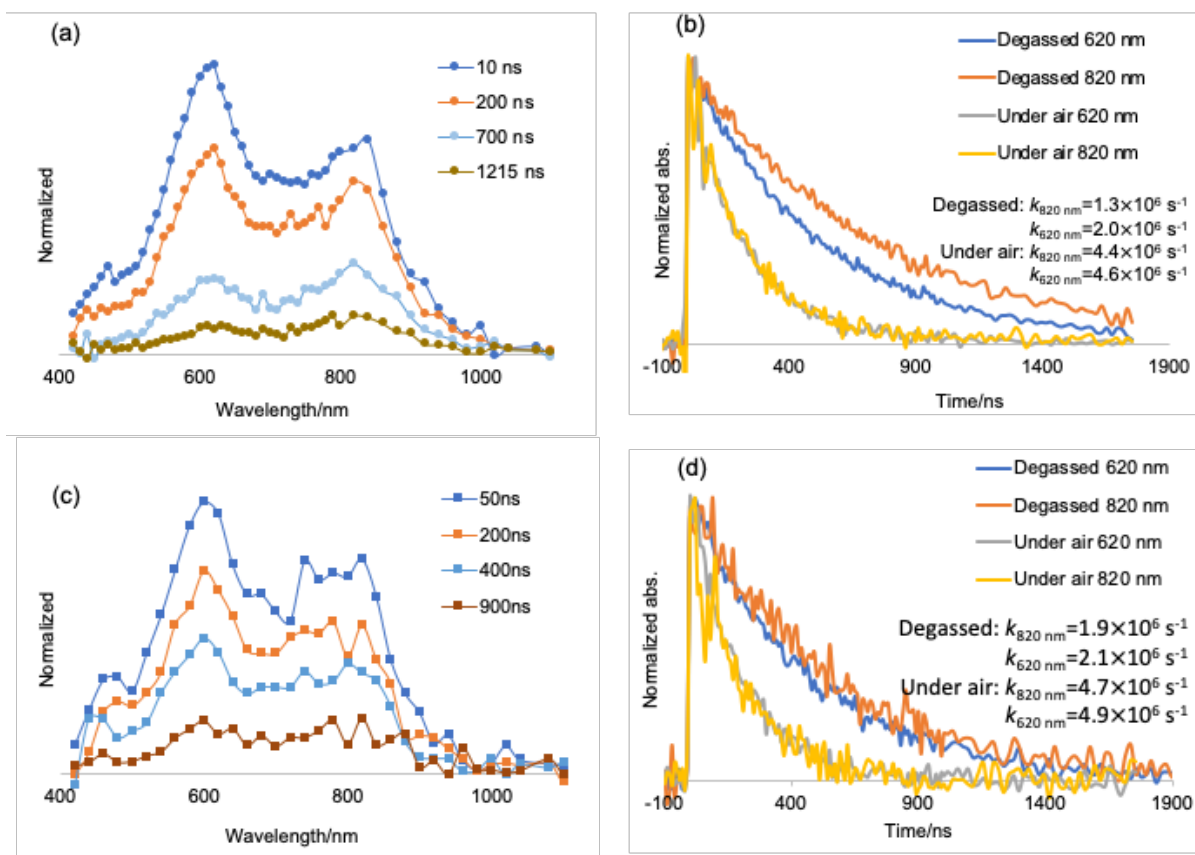 (a)
10 ns
200 ns
700 ns
1215 ns
Normalized
400 600 800 1000
Wavelength/nm
(b)
Degassed 620 nm
Degassed 820 nm
Under air 620 nm
Under air 820 nm
Degassed: k820 nm=1.3×10⁶ s⁻¹
k620 nm=2.0×10⁶ s⁻¹
Under air: k820 nm=4.4×10⁶ s⁻¹
k620 nm=4.6×10⁶ s⁻¹
Normalized abs.
-100 400 900 1400 1900
Time/ns
(c)
50ns
200ns
400ns
900ns
Normalized
400 600 800 1000
Wavelength/nm
(d)
Degassed 620 nm
Degassed 820 nm
Under air 620 nm
Under air 820 nm
Degassed: k820 nm=1.9×10⁶ s⁻¹
k620 nm=2.1×10⁶ s⁻¹
Under air: k820 nm=4.7×10⁶ s⁻¹
k620 nm=4.9×10⁶ s⁻¹
Normalized abs.
-100 400 900 1400 1900
Time/ns